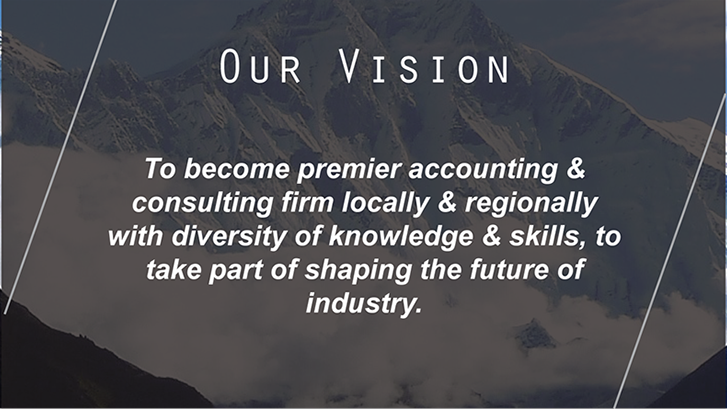 Our Vision
To become premier accounting &
consulting firm locally & regionally
with diversity of knowledge & skills, to
take part of shaping the future of
industry.